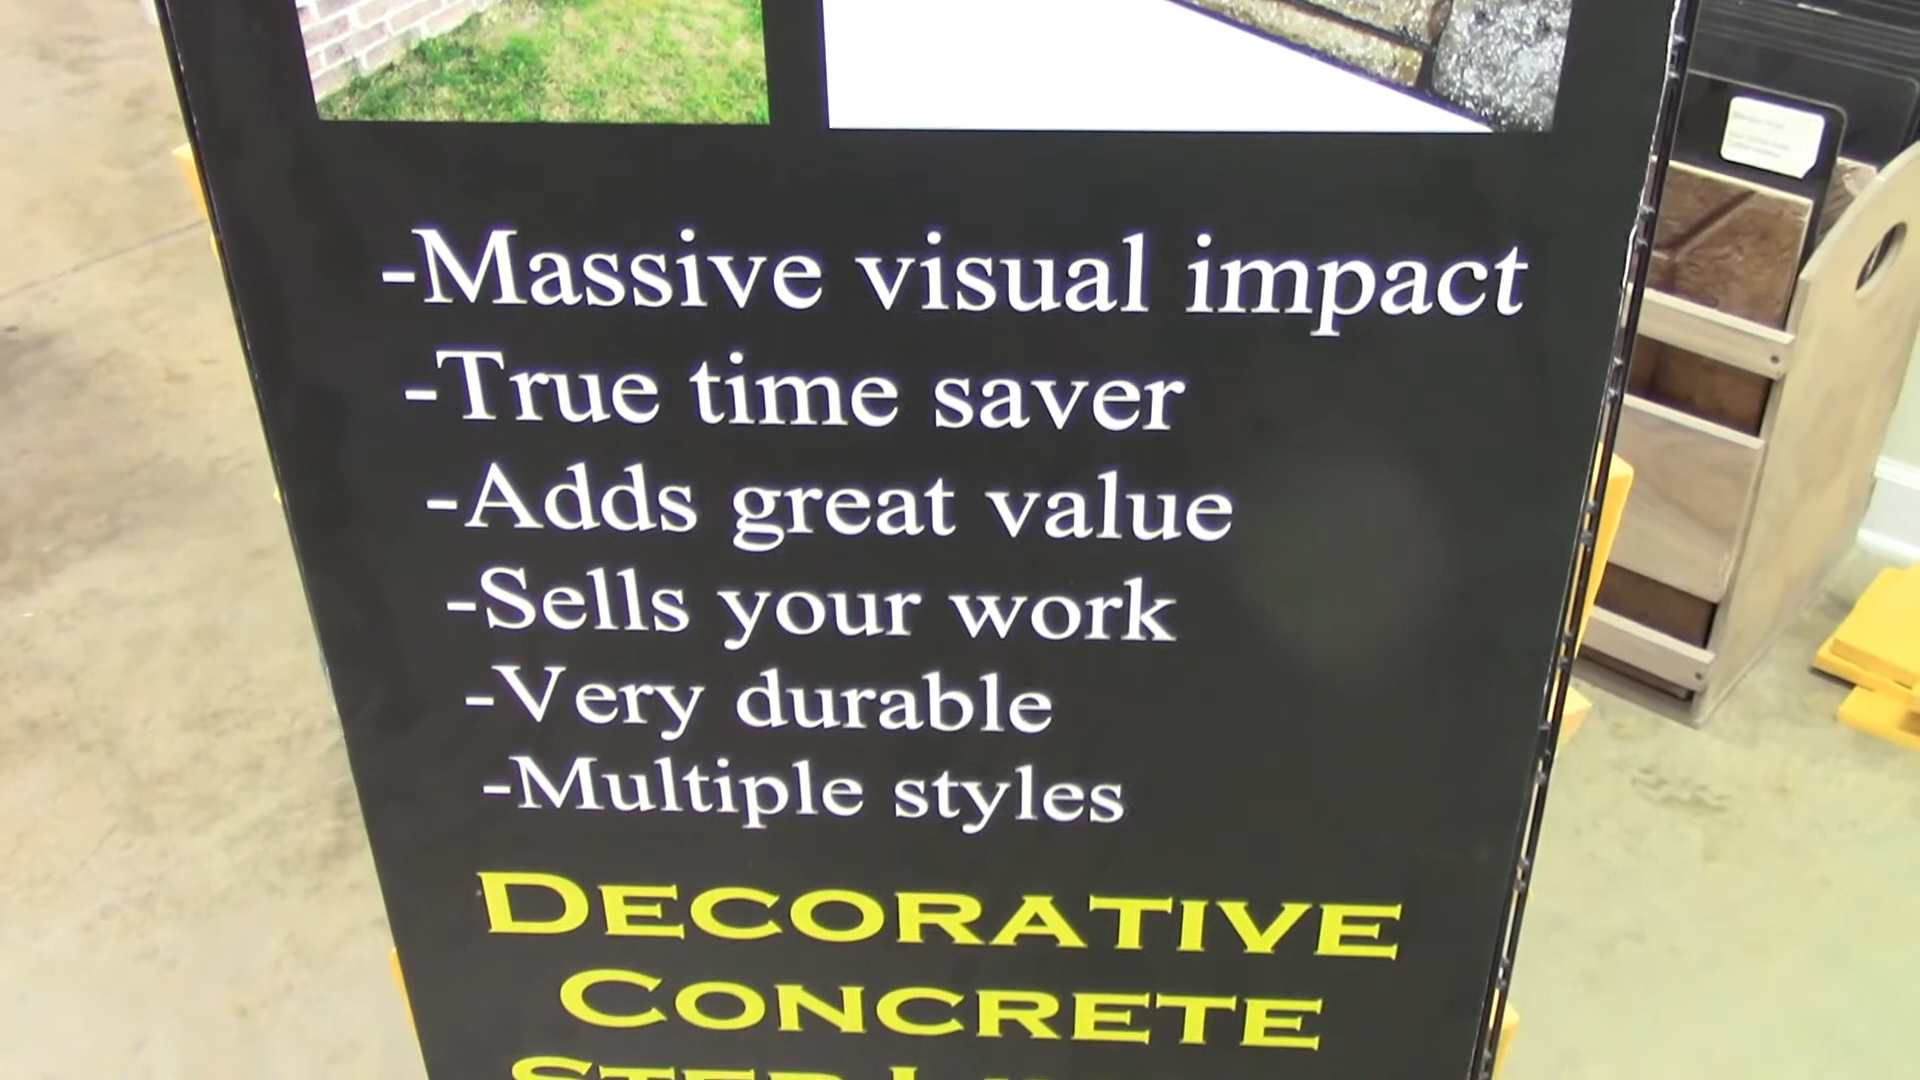 -Massive visual impact
-True time saver
-Adds great value
-Sells your work
-Very durable
-Multiple styles
DECORATIVE
CONCRETE